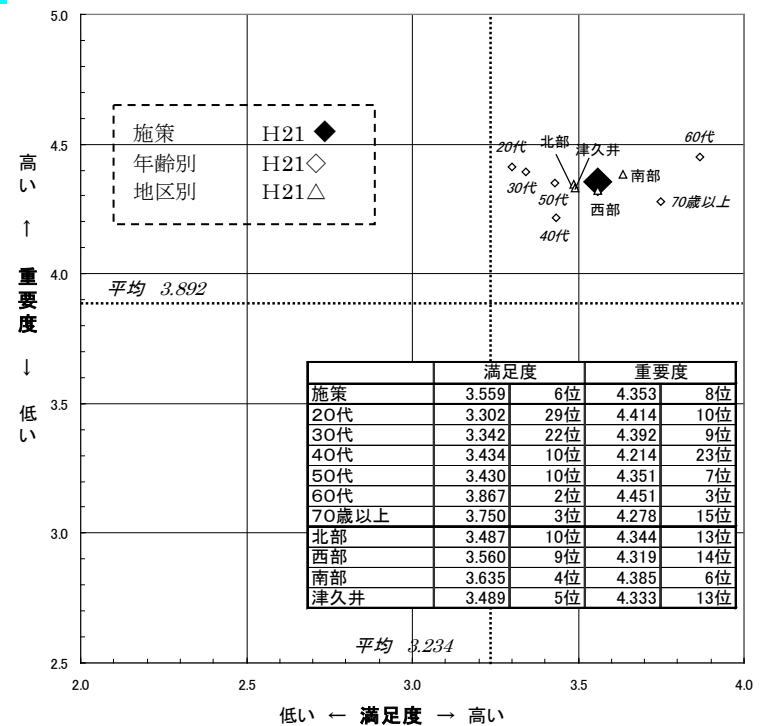 5.0
4.5
4.0
3.5
3.0
2.5
高い ↑ 重要度 ↓ 低い
施策 H21 ◆
年齢別 H21◇
地区別 H21△
20代
北部
津久井
60代
30代
50代
南部
西部
70歳以上
40代
平均 3.892
満足度 重要度
施策 3.559 6位 4.353 8位
20代 3.302 29位 4.414 10位
30代 3.342 22位 4.392 9位
40代 3.434 10位 4.214 23位
50代 3.430 10位 4.351 7位
60代 3.867 2位 4.451 3位
70歳以上 3.750 3位 4.278 15位
北部 3.487 10位 4.344 13位
西部 3.560 9位 4.319 14位
南部 3.635 4位 4.385 6位
津久井 3.489 5位 4.333 13位
平均 3.234
2.0 2.5 3.0 3.5 4.0
低い ← 満足度 → 高い